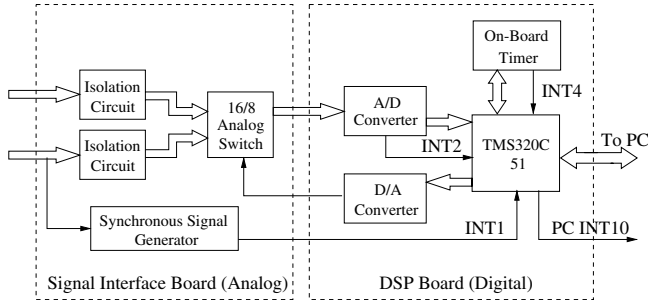 On-Board
Timer
Isolation
Circuit
16/8
Analog
Switch
A/D
Converter
INT4
TMS320C
51
To PC
Isolation
Circuit
INT2
D/A
Converter
Synchronous Signal
Generator
INT1
PC INT10
Signal Interface Board (Analog)
DSP Board (Digital)